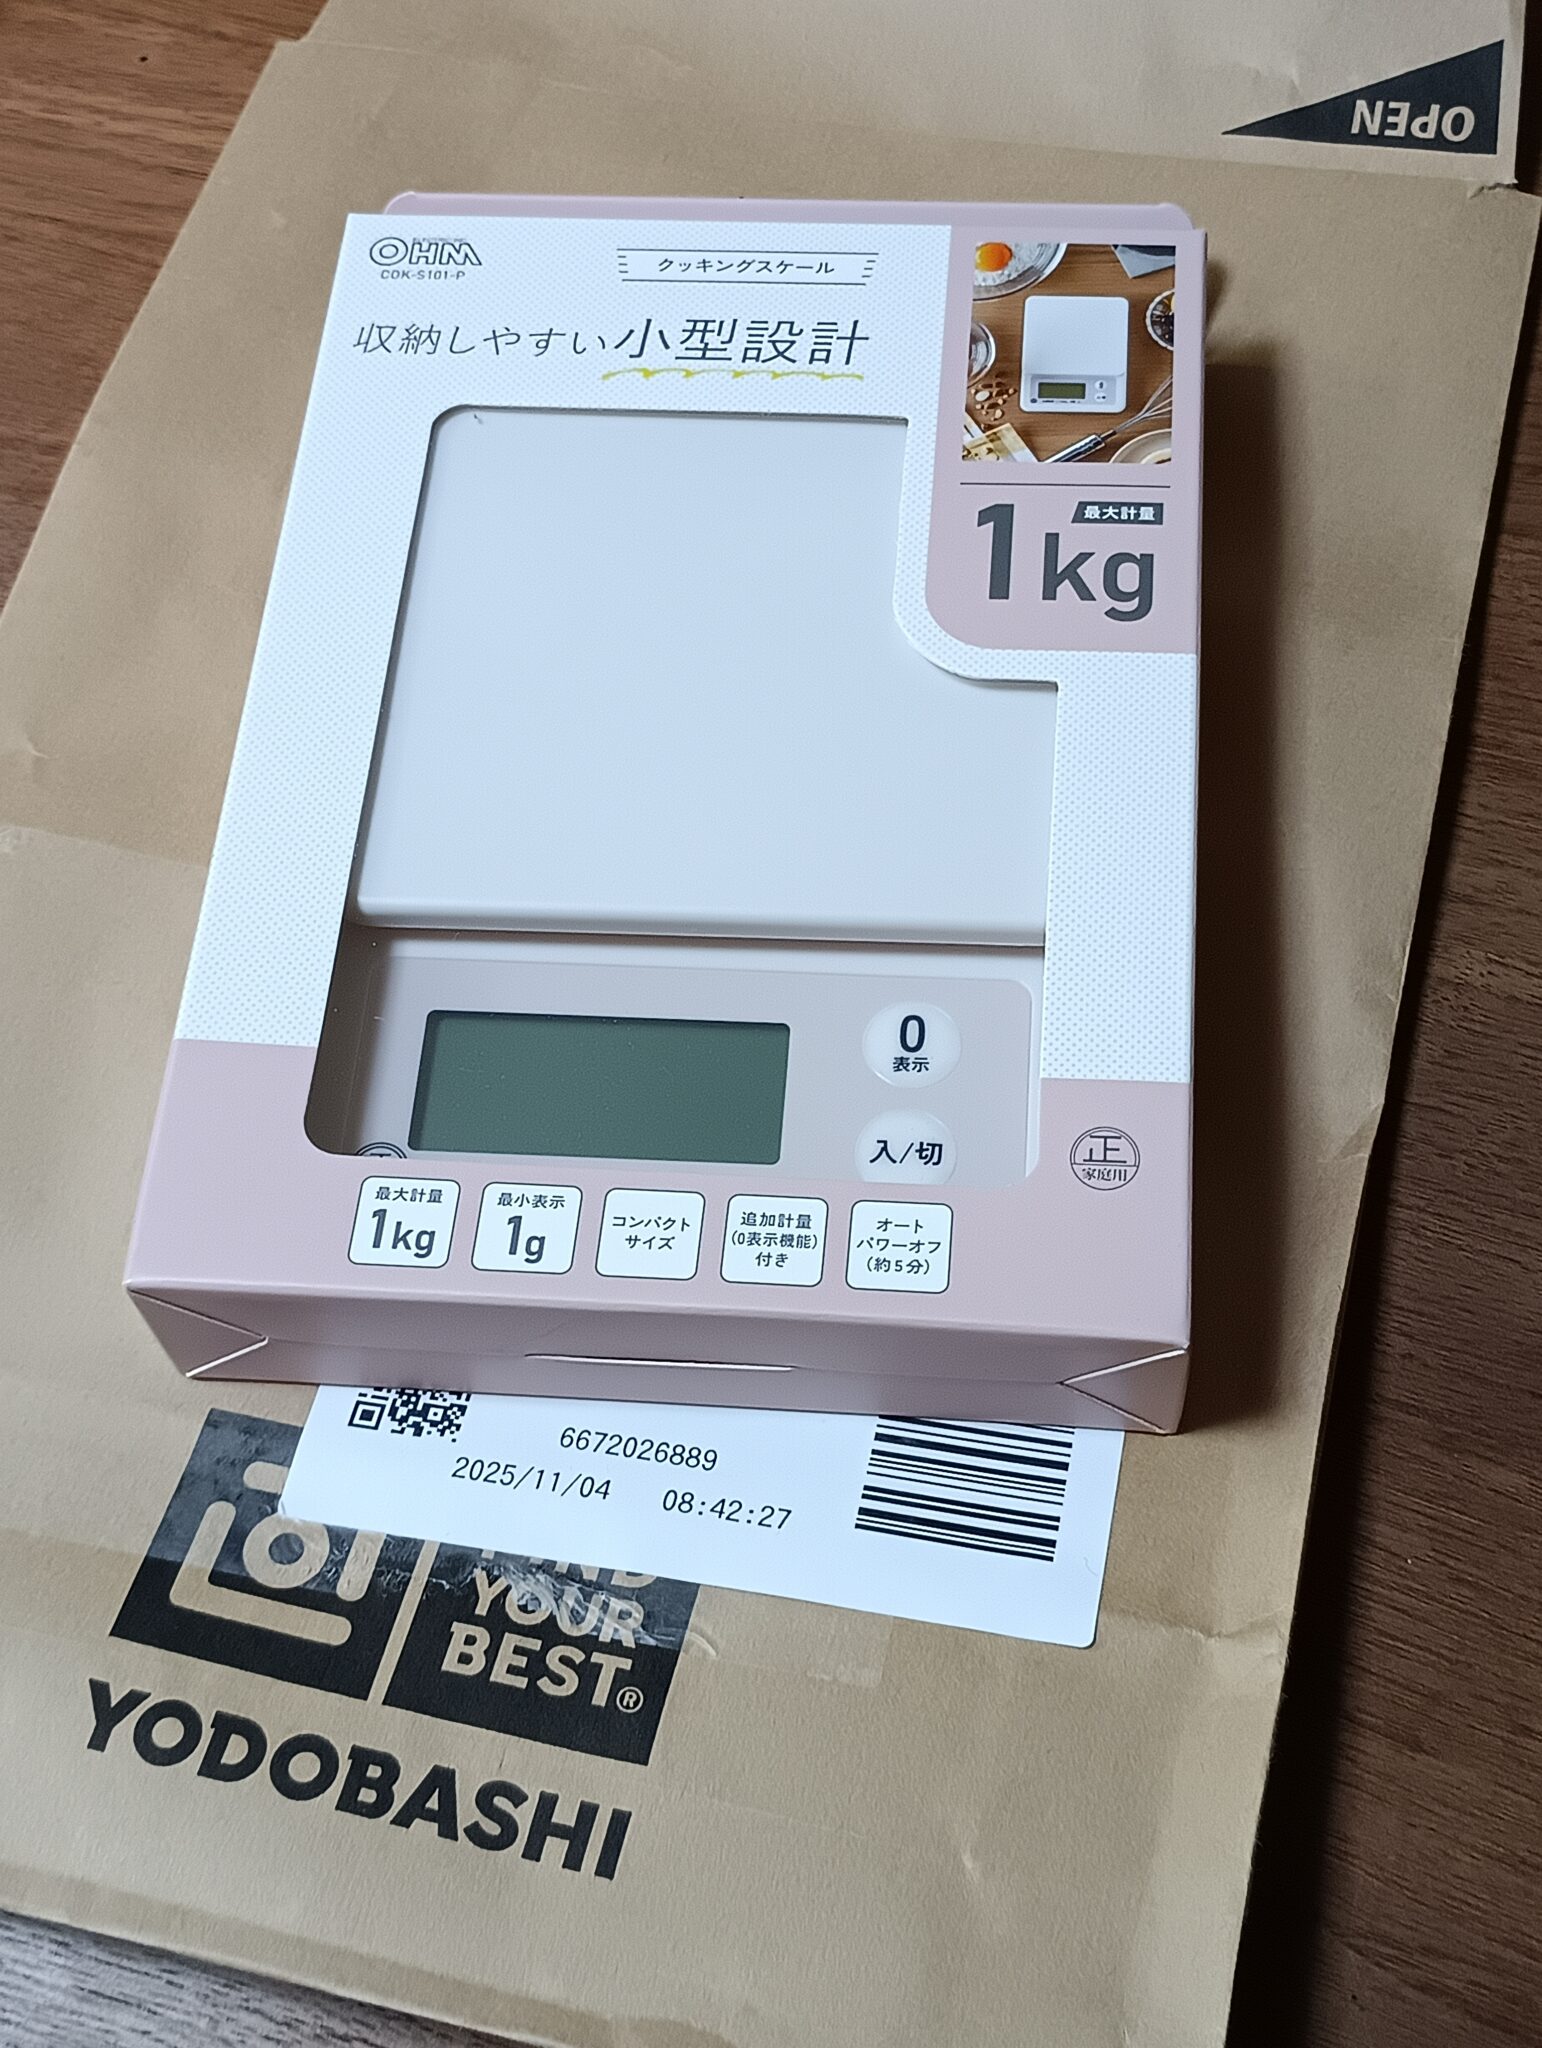 OPEN
OHM
COK-S101-P
クッキングスケール
収納しやすい小型設計
最大計量
1kg
0
表示
入/切
正
家庭用
最大計量
1kg
最小表示
1g
コンパクト
サイズ
追加計量
(0表示機能)
付き
オート
パワーオフ
(約5分)
6672026889
2025/11/04 08:42:27
YOUR
BEST®
YODOBASHI